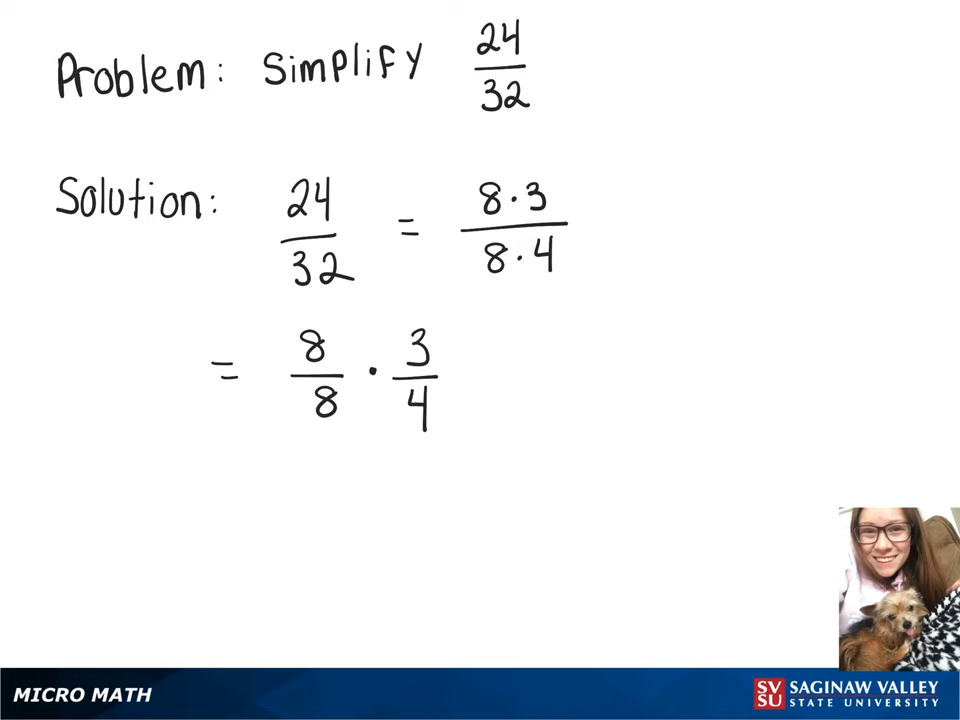 Problem: Simplify 24/32
Solution: 24/32 = 8·3/8·4
= 8/8 · 3/4
MICRO MATH
SVSU SAGINAW VALLEY STATE UNIVERSITY